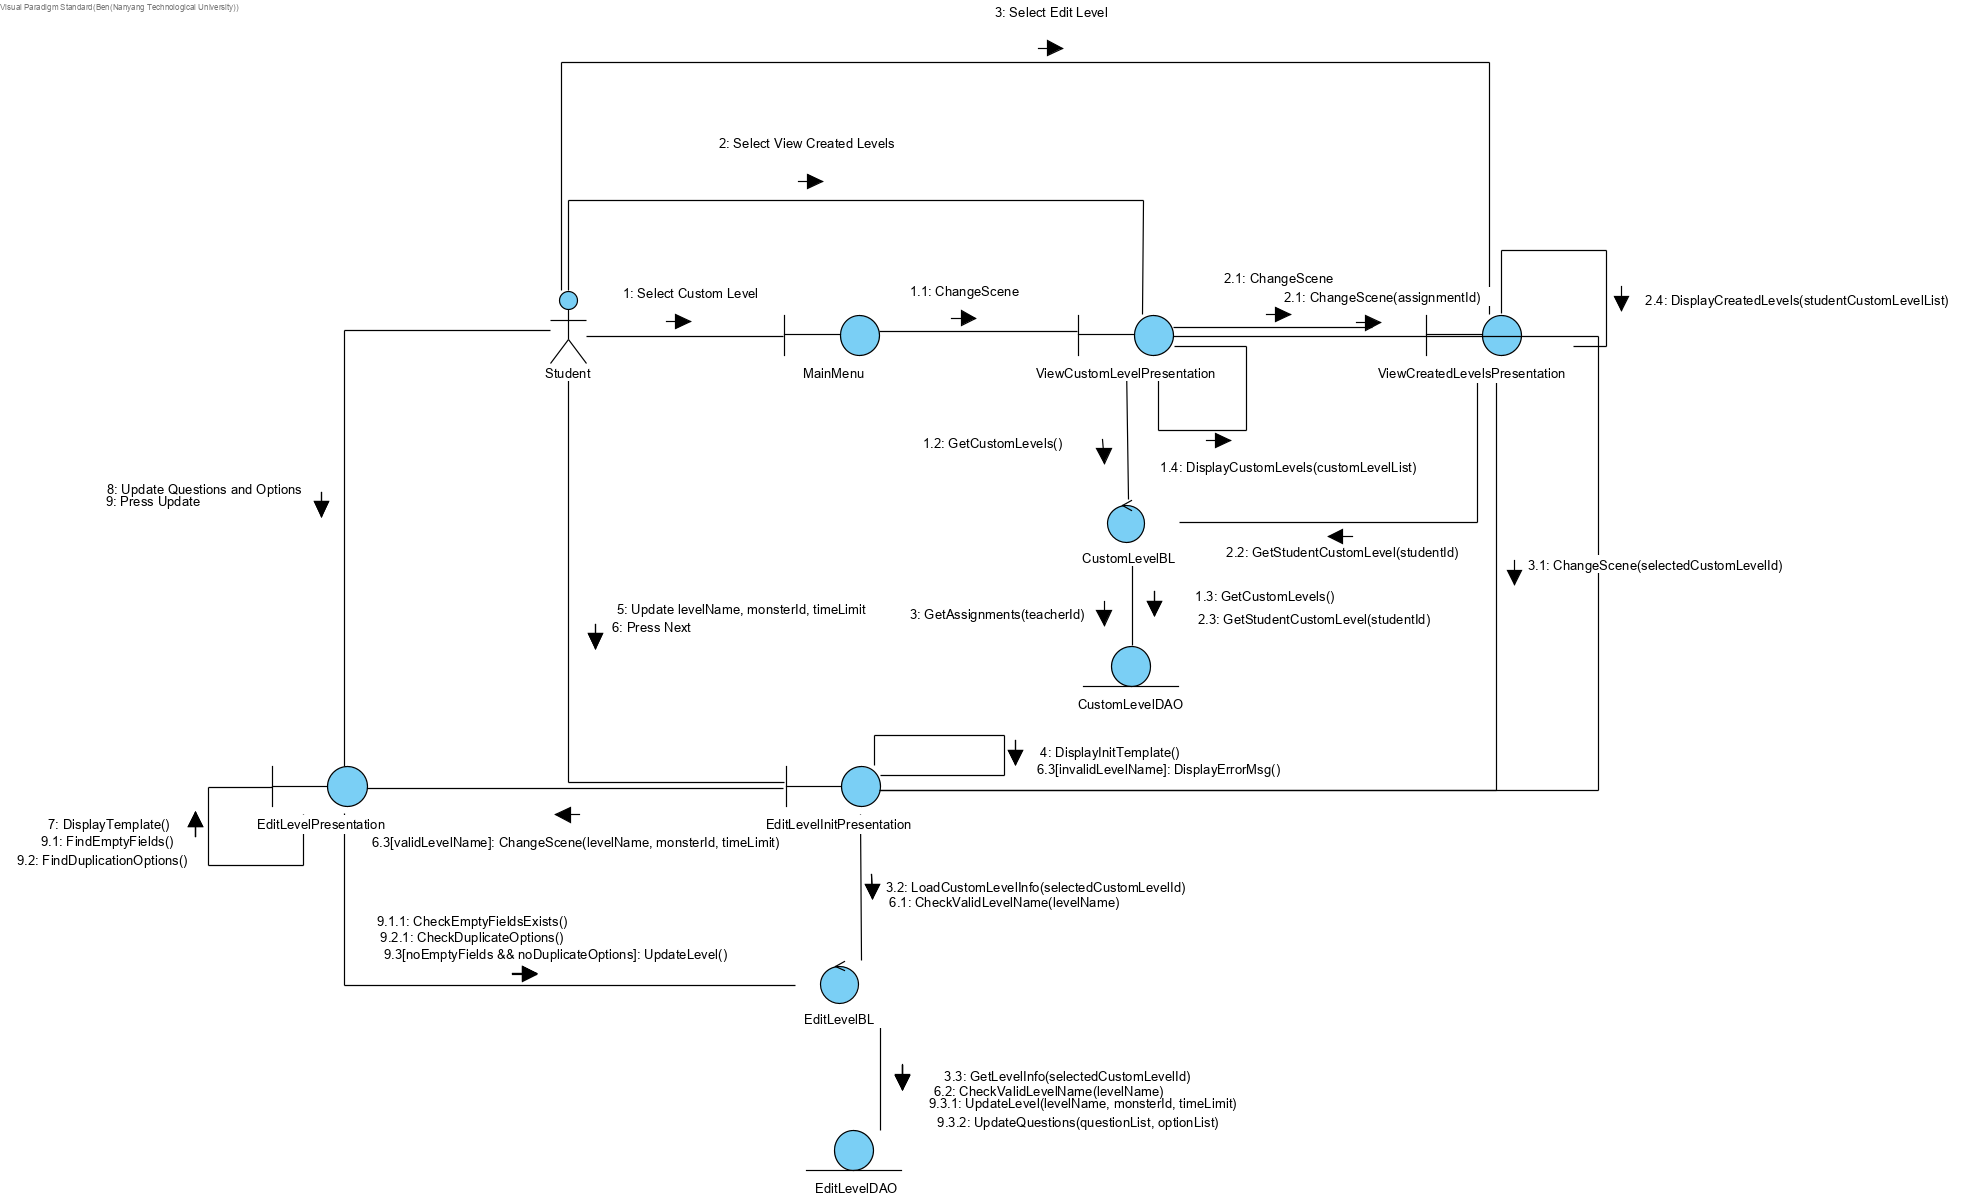 Visual Paradigm Standard(Ben(Nanyang Technological University))
3: Select Edit Level
2: Select View Created Levels
2.1: ChangeScene
1: Select Custom Level
1.1: ChangeScene
2.1: ChangeScene(assignmentId)
2.4: DisplayCreatedLevels(studentCustomLevelList)
Student
MainMenu
ViewCustomLevelPresentation
ViewCreatedLevelsPresentation
1.2: GetCustomLevels()
1.4: DisplayCustomLevels(customLevelList)
8: Update Questions and Options
9: Press Update
CustomLevelBL
2.2: GetStudentCustomLevel(studentId)
3.1: ChangeScene(selectedCustomLevelId)
1.3: GetCustomLevels()
5: Update levelName, monsterId, timeLimit
3: GetAssignments(teacherId)
2.3: GetStudentCustomLevel(studentId)
6: Press Next
CustomLevelDAO
4: DisplayInitTemplate()
6.3[invalidLevelName]: DisplayErrorMsg()
7: DisplayTemplate()
EditLevelPresentation
EditLevelInitPresentation
9.1: FindEmptyFields()
6.3[validLevelName]: ChangeScene(levelName, monsterId, timeLimit)
9.2: FindDuplicationOptions()
3.2: LoadCustomLevelInfo(selectedCustomLevelId)
6.1: CheckValidLevelName(levelName)
9.1.1: CheckEmptyFieldsExists()
9.2.1: CheckDuplicateOptions()
9.3[noEmptyFields && noDuplicateOptions]: UpdateLevel()
EditLevelBL
3.3: GetLevelInfo(selectedCustomLevelId)
6.2: CheckValidLevelName(levelName)
9.3.1: UpdateLevel(levelName, monsterId, timeLimit)
9.3.2: UpdateQuestions(questionList, optionList)
EditLevelDAO